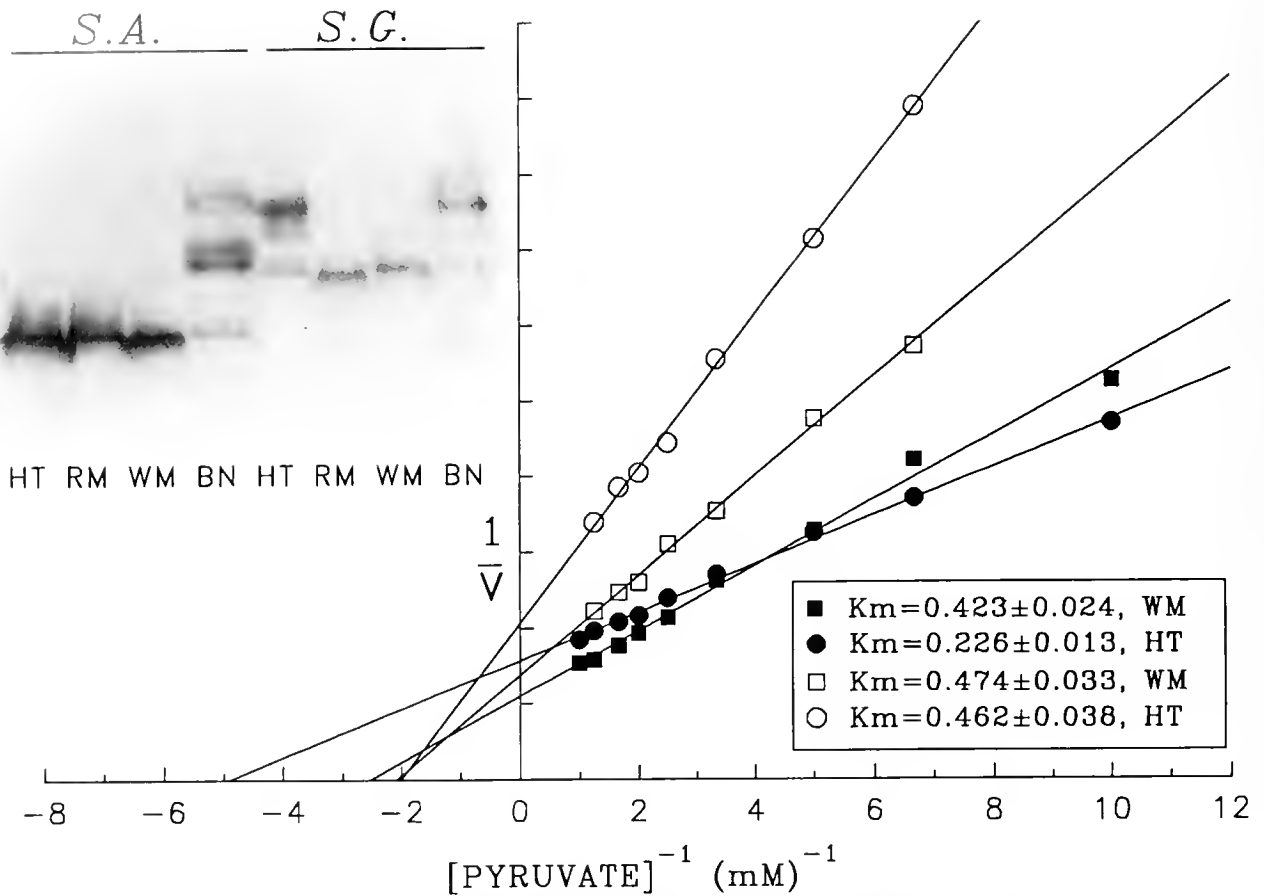 S.A. S.G.
HT RM WM BN HT RM WM BN
1
V
Km=0.423±0.024, WM
Km=0.226±0.013, HT
Km=0.474±0.033, WM
Km=0.462±0.038, HT
-8 -6 -4 -2 0 2 4 6 8 10 12
[PYRUVATE]⁻¹ (mM)⁻¹